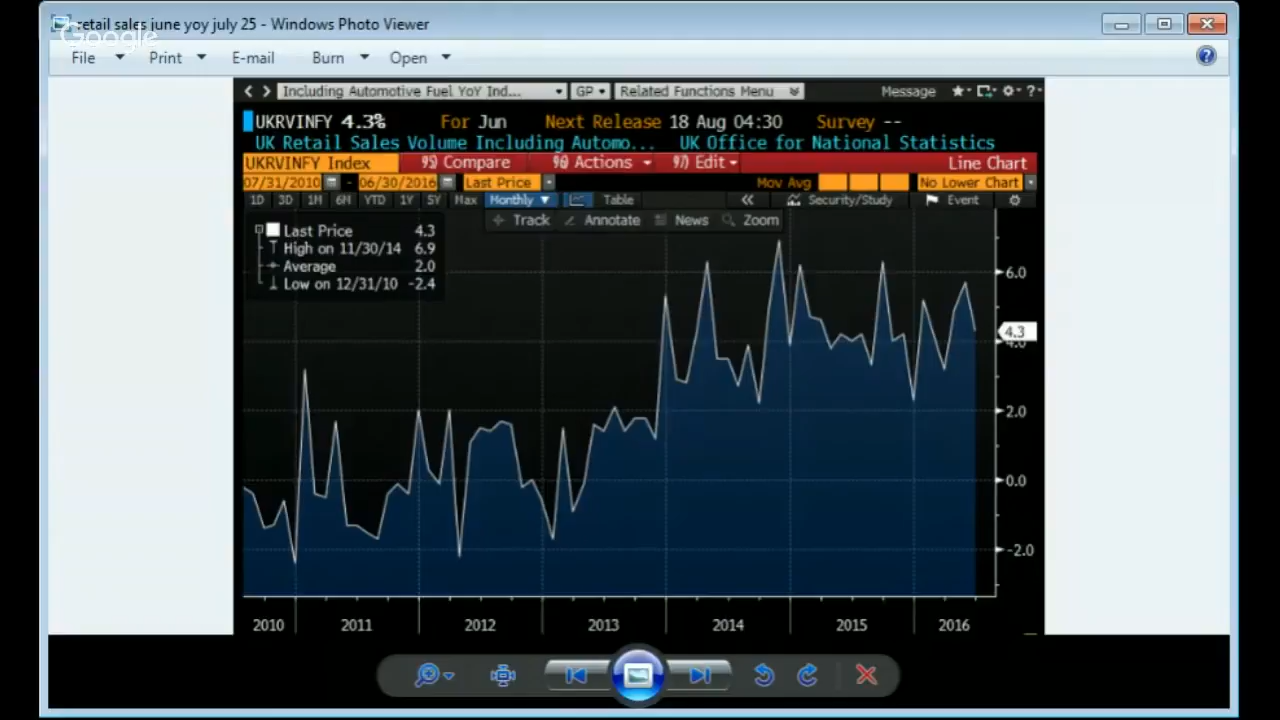 retail sales june yoy july 25 - Windows Photo Viewer
Google
File Print E-mail Burn Open
Including Automotive Fuel YoY Ind... GP Related Functions Menu Message
UKRVINFY 4.3% For Jun Next Release 18 Aug 04:30 Survey --
UK Retail Sales Volume Including Automo... UK Office for National Statistics
UKRVINFY Index 95) Compare 96) Actions 97) Edit Line Chart
07/31/2010 - 06/30/2016 Last Price Mov Avg No Lower Chart
1D 3D 1M 6M YTD 1Y 5Y Max Monthly Table « Security/Study Event
Track Annotate News Zoom
Last Price 4.3
High on 11/30/14 6.9
Average 2.0
Low on 12/31/10 -2.4
6.0
4.3
4.0
2.0
0.0
-2.0
2010 2011 2012 2013 2014 2015 2016